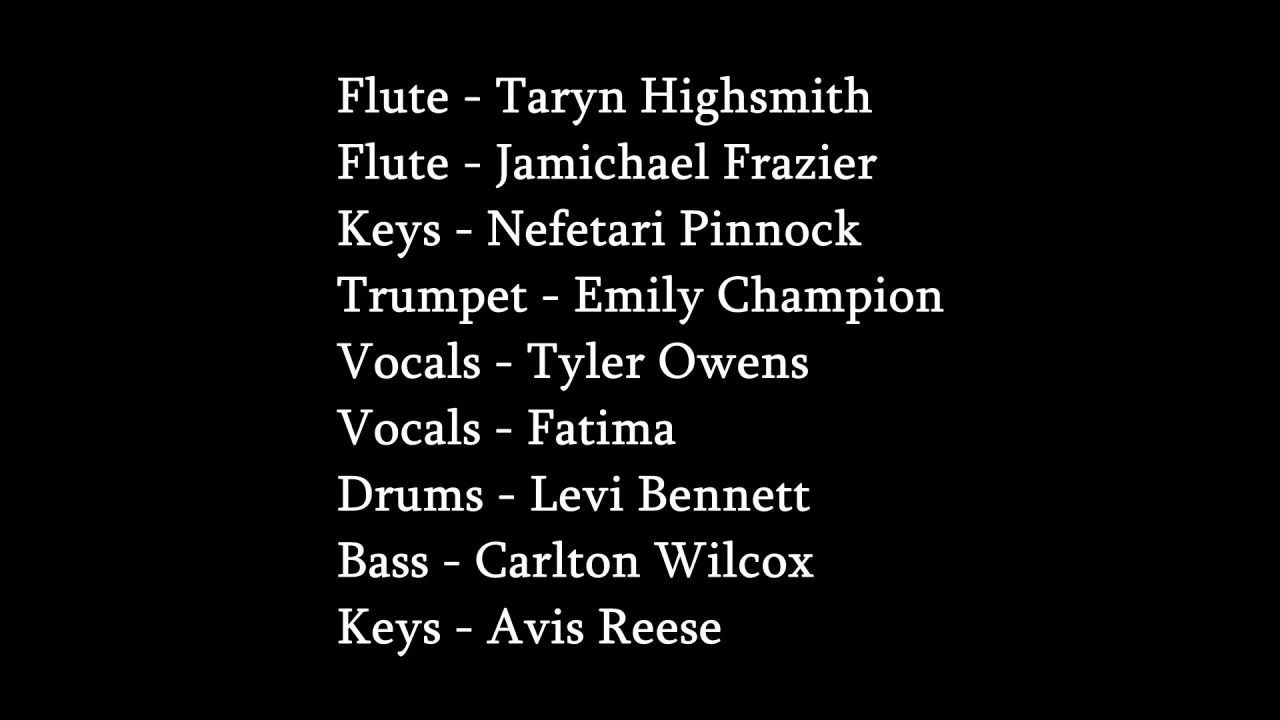 Flute - Taryn Highsmith
Flute - Jamichael Frazier
Keys - Nefetari Pinnock
Trumpet - Emily Champion
Vocals - Tyler Owens
Vocals - Fatima
Drums - Levi Bennett
Bass - Carlton Wilcox
Keys - Avis Reese